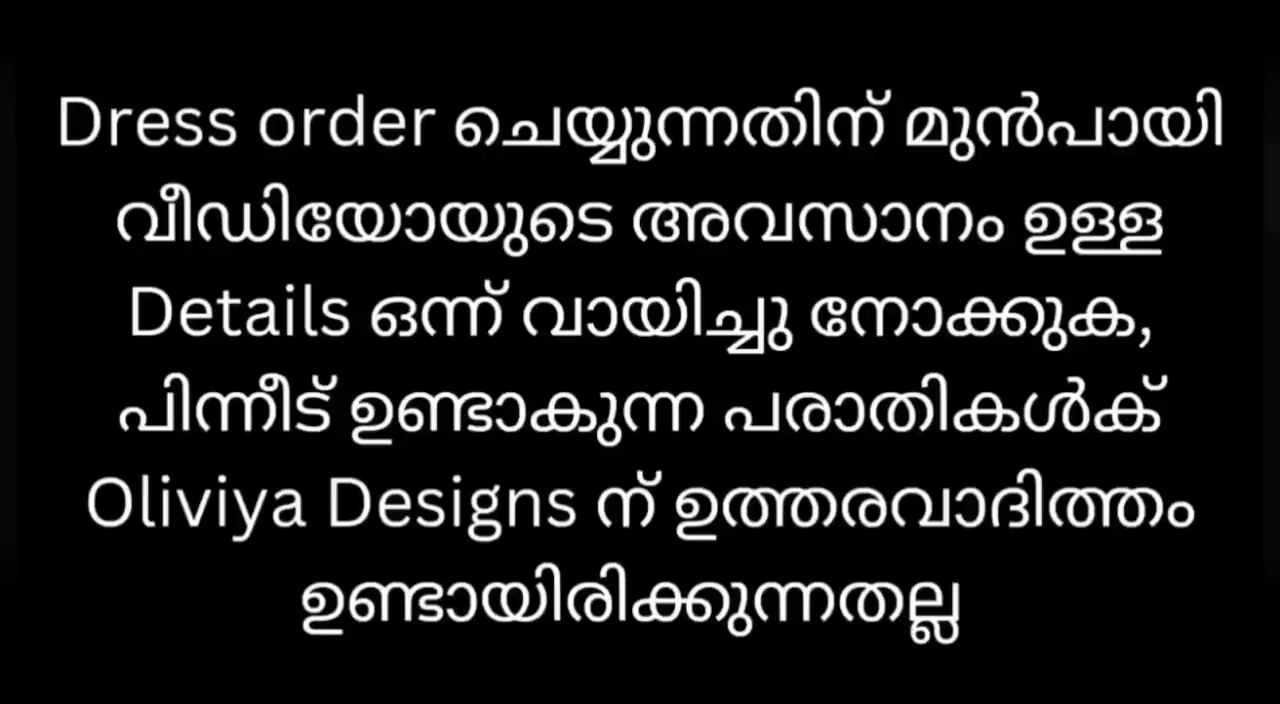 Dress order ചെയ്യുന്നതിന് മുൻപായി
വീഡിയോയുടെ അവസാനം ഉള്ള
Details ഒന്ന് വായിച്ചു നോക്കുക,
പിന്നീട് ഉണ്ടാകുന്ന പരാതികൾക്
Oliviya Designs ന് ഉത്തരവാദിത്തം
ഉണ്ടായിരിക്കുന്നതല്ല